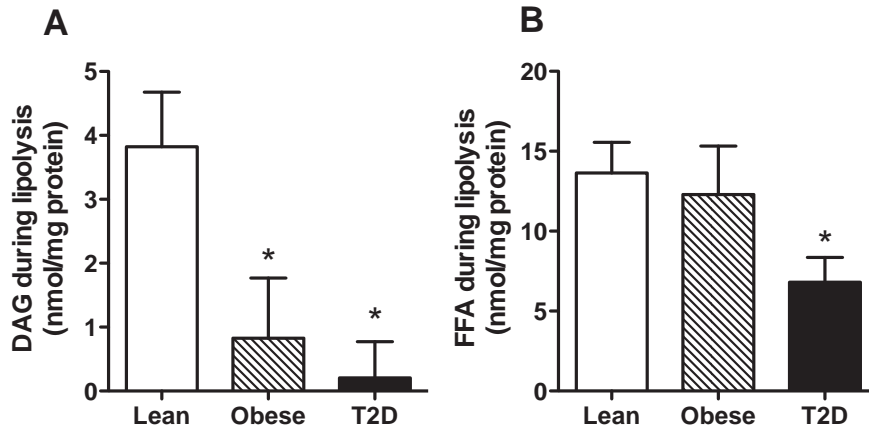 A
DAG during lipolysis
(nmol/mg protein)
5
4
3
2
1
0
*
*
Lean Obese T2D
B
FFA during lipolysis
(nmol/mg protein)
20
15
10
5
0
*
Lean Obese T2D